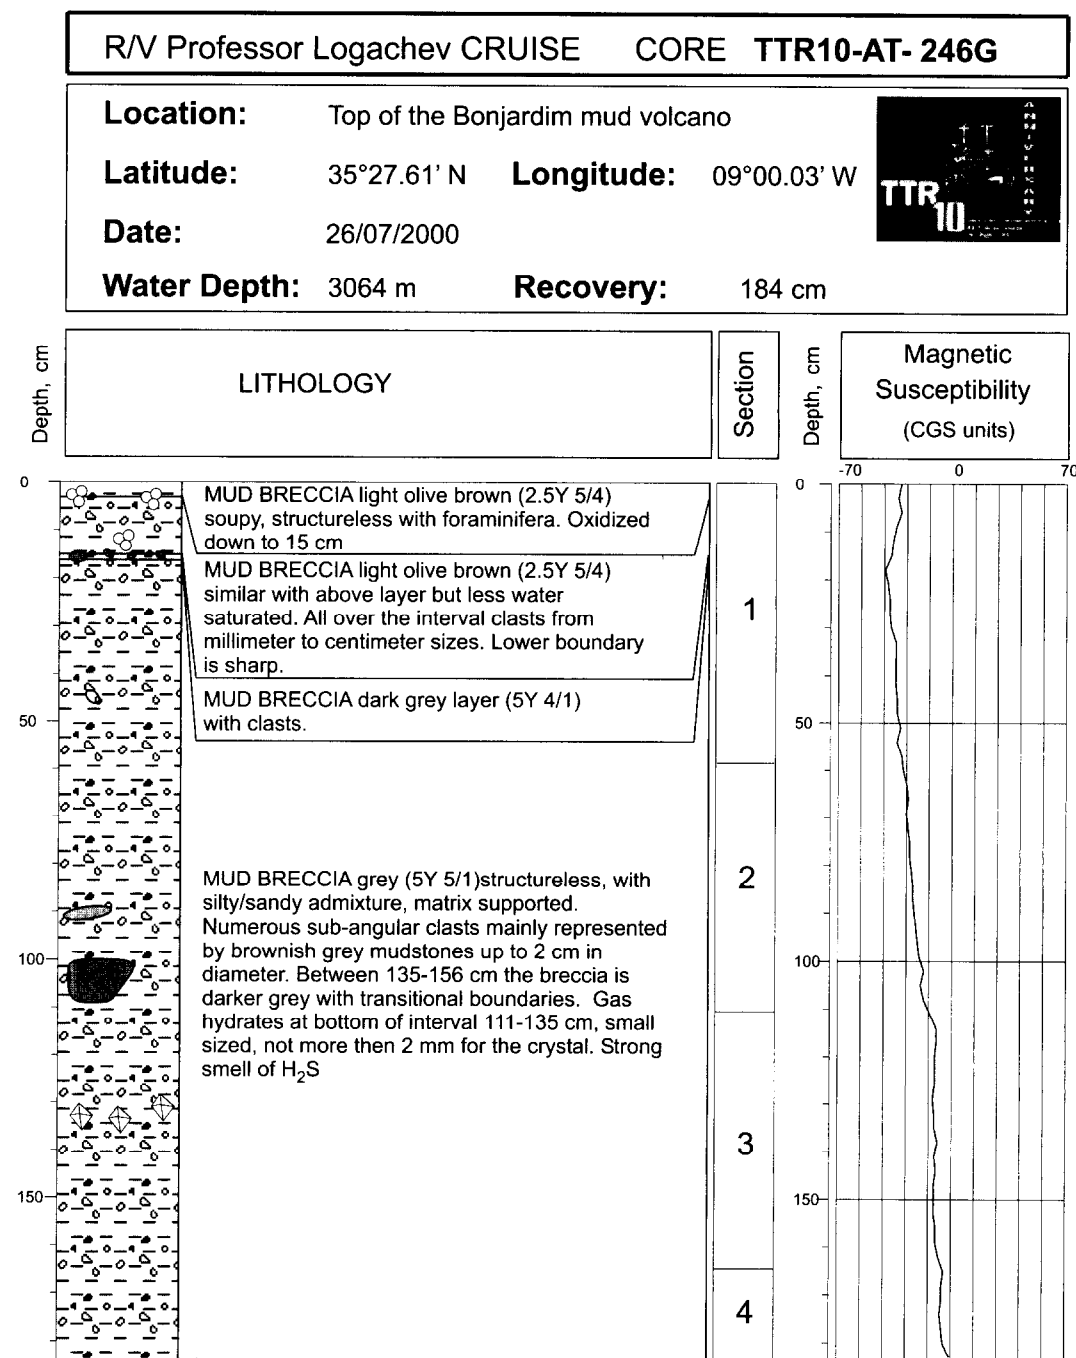 R/V Professor Logachev CRUISE CORE TTR10-AT- 246G
Location: Top of the Bonjardim mud volcano
Latitude: 35°27.61' N Longitude: 09°00.03' W
Date: 26/07/2000
Water Depth: 3064 m Recovery: 184 cm
TTR
10
Depth, cm
LITHOLOGY
Section
Depth, cm
Magnetic
Susceptibility
(CGS units)
-70 0 70
0
MUD BRECCIA light olive brown (2.5Y 5/4)
soupy, structureless with foraminifera. Oxidized
down to 15 cm
MUD BRECCIA light olive brown (2.5Y 5/4)
similar with above layer but less water
saturated. All over the interval clasts from
millimeter to centimeter sizes. Lower boundary
is sharp.
MUD BRECCIA dark grey layer (5Y 4/1)
with clasts.
50
MUD BRECCIA grey (5Y 5/1)structureless, with
silty/sandy admixture, matrix supported.
Numerous sub-angular clasts mainly represented
by brownish grey mudstones up to 2 cm in
diameter. Between 135-156 cm the breccia is
darker grey with transitional boundaries. Gas
hydrates at bottom of interval 111-135 cm, small
sized, not more then 2 mm for the crystal. Strong
smell of H2S
100
150
1
2
3
4
0
50
100
150